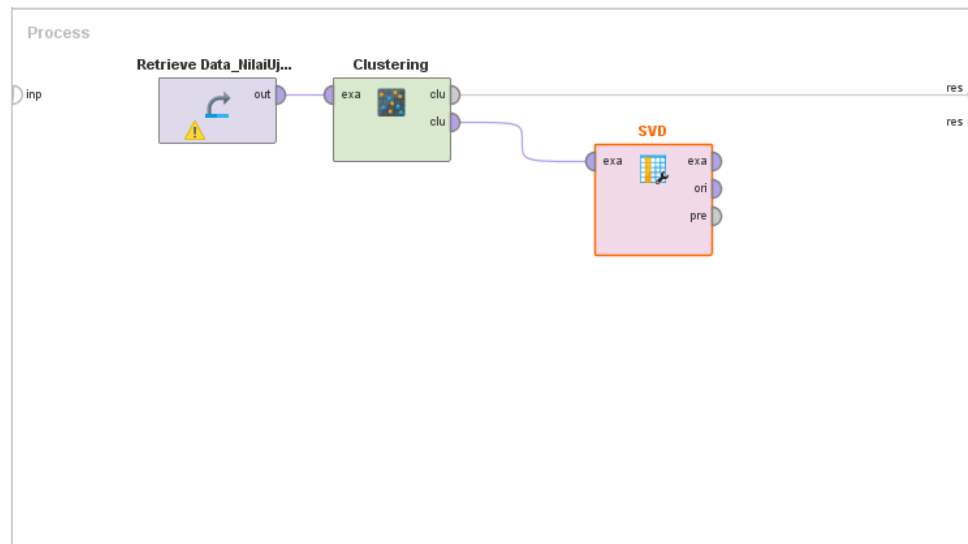 Process
inp
Retrieve Data_NilaiUj...
out
Clustering
exa
clu
clu
res
res
SVD
exa
exa
ori
pre